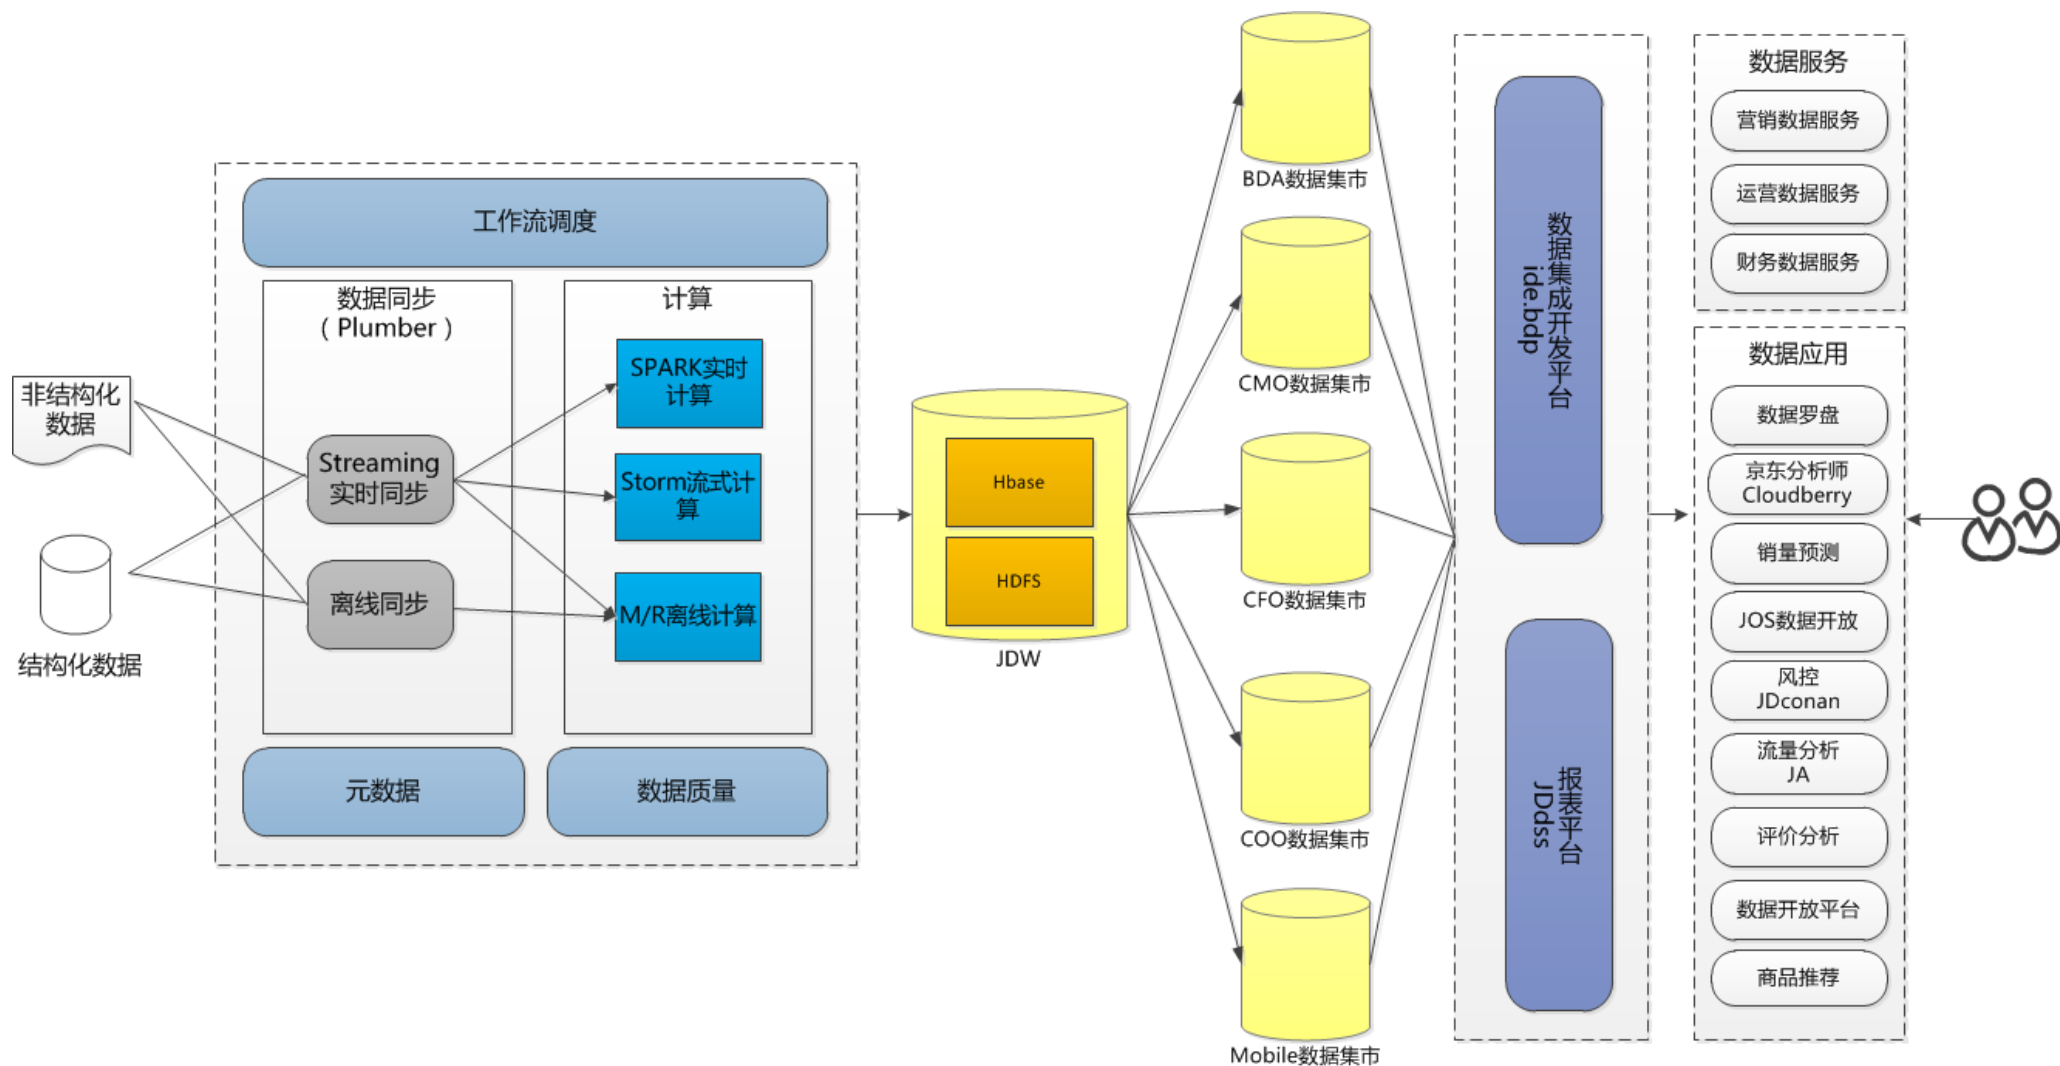 非结构化
数据
结构化数据
工作流调度
数据同步
（Plumber）
Streaming
实时同步
离线同步
计算
SPARK实时
计算
Storm流式计
算
M/R离线计算
元数据
数据质量
Hbase
HDFS
JDW
BDA数据集市
CMO数据集市
CFO数据集市
COO数据集市
Mobile数据集市
数据集成开发平台
ide.bdp
报表平台
JDdss
数据服务
营销数据服务
运营数据服务
财务数据服务
数据应用
数据罗盘
京东分析师
Cloudberry
销量预测
JOS数据开放
风控
JDconan
流量分析
JA
评价分析
数据开放平台
商品推荐